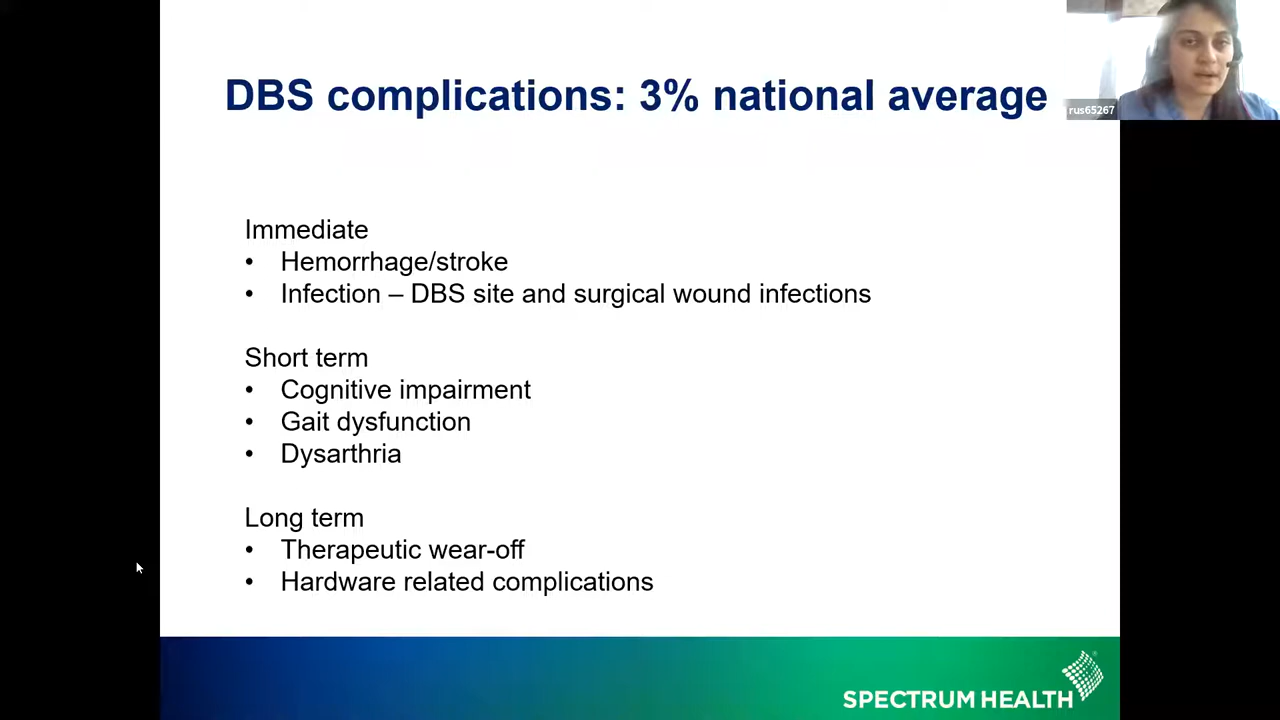 DBS complications: 3% national average
rus65267
Immediate
• Hemorrhage/stroke
• Infection – DBS site and surgical wound infections
Short term
• Cognitive impairment
• Gait dysfunction
• Dysarthria
Long term
• Therapeutic wear-off
• Hardware related complications
SPECTRUM HEALTH